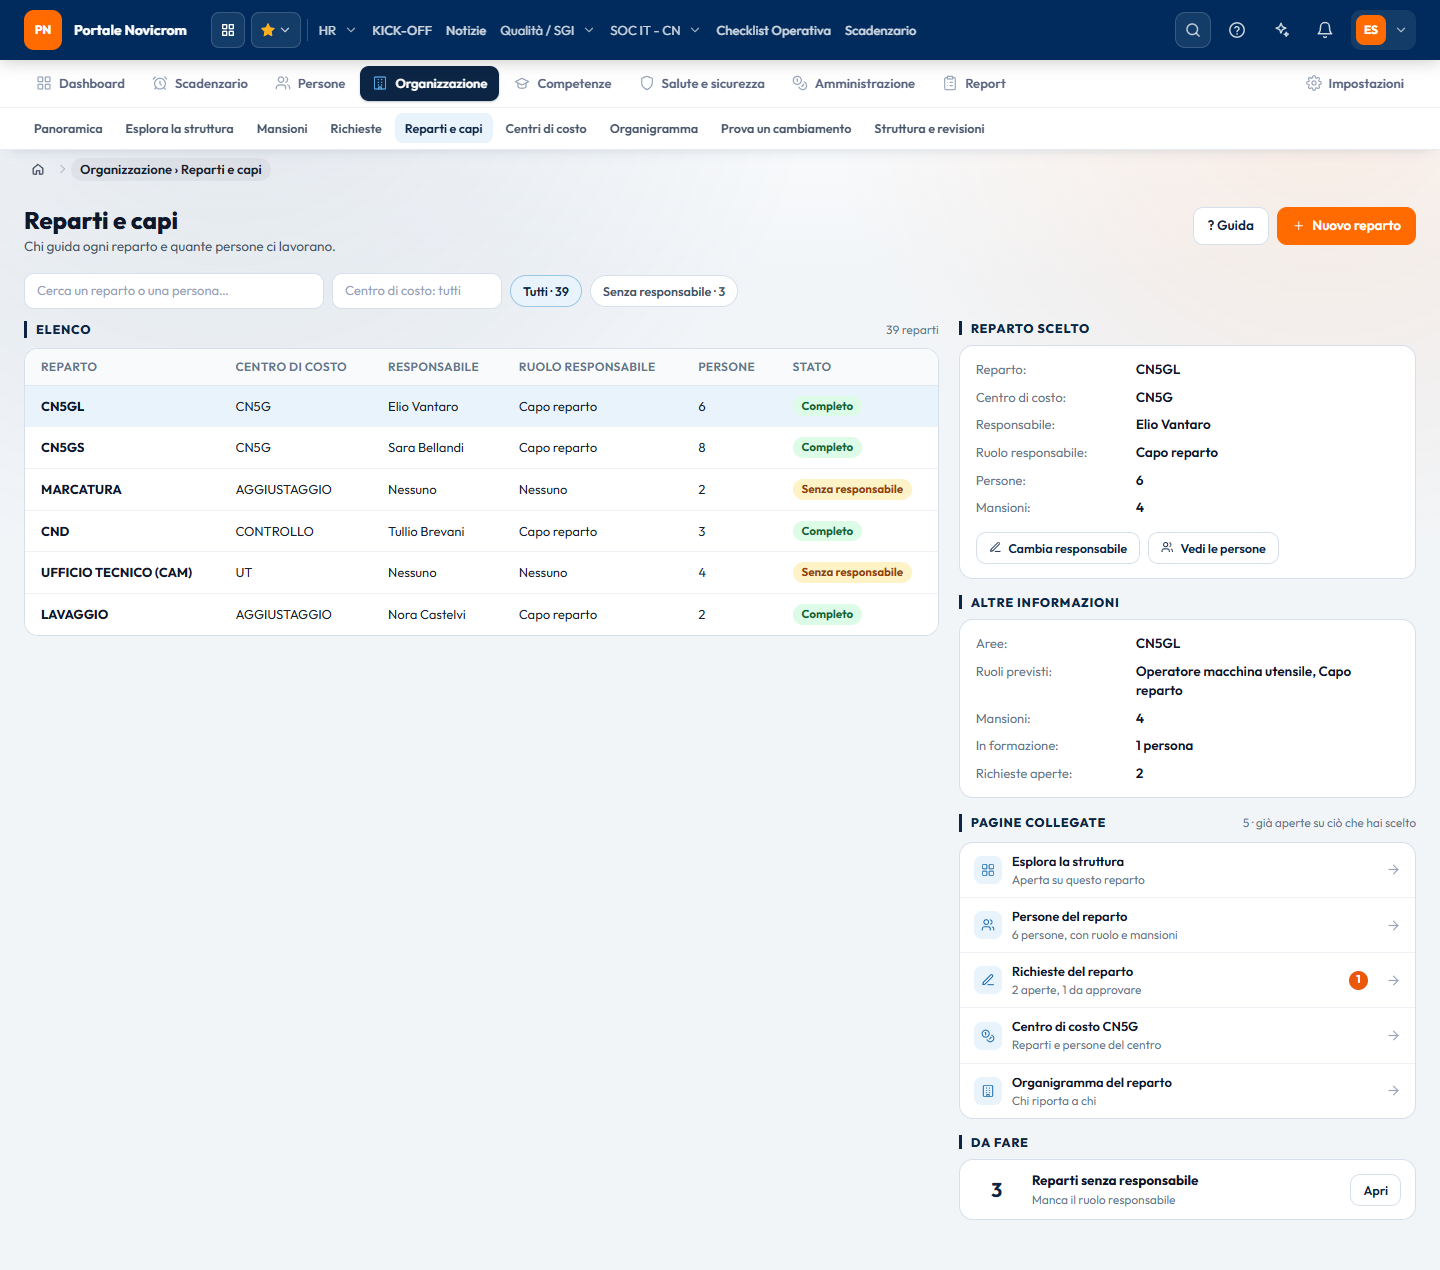 PN Portale Novicrom HR KICK-OFF Notizie Qualità / SGI SOC IT - CN Checklist Operativa Scadenzario ES
Dashboard Scadenzario Persone Organizzazione Competenze Salute e sicurezza Amministrazione Report Impostazioni
Panoramica Esplora la struttura Mansioni Richieste Reparti e capi Centri di costo Organigramma Prova un cambiamento Struttura e revisioni
Organizzazione › Reparti e capi
Reparti e capi
Chi guida ogni reparto e quante persone ci lavorano.
? Guida
+ Nuovo reparto
Cerca un reparto o una persona... Centro di costo: tutti Tutti · 39 Senza responsabile · 3
ELENCO 39 reparti
REPARTO CENTRO DI COSTO RESPONSABILE RUOLO RESPONSABILE PERSONE STATO
CN5GL CN5G Elio Vantaro Capo reparto 6 Completo
CN5GS CN5G Sara Bellandi Capo reparto 8 Completo
MARCATURA AGGIUSTAGGIO Nessuno Nessuno 2 Senza responsabile
CND CONTROLLO Tullio Brevani Capo reparto 3 Completo
UFFICIO TECNICO (CAM) UT Nessuno Nessuno 4 Senza responsabile
LAVAGGIO AGGIUSTAGGIO Nora Castelvi Capo reparto 2 Completo
REPARTO SCELTO
Reparto: CN5GL
Centro di costo: CN5G
Responsabile: Elio Vantaro
Ruolo responsabile: Capo reparto
Persone: 6
Mansioni: 4
Cambia responsabile Vedi le persone
ALTRE INFORMAZIONI
Aree: CN5GL
Ruoli previsti: Operatore macchina utensile, Capo
reparto
Mansioni: 4
In formazione: 1 persona
Richieste aperte: 2
PAGINE COLLEGATE 5 · già aperte su ciò che hai scelto
Esplora la struttura
Aperta su questo reparto
Persone del reparto
6 persone, con ruolo e mansioni
Richieste del reparto 1
2 aperte, 1 da approvare
Centro di costo CN5G
Reparti e persone del centro
Organigramma del reparto
Chi riporta a chi
DA FARE
3 Reparti senza responsabile
Manca il ruolo responsabile
Apri